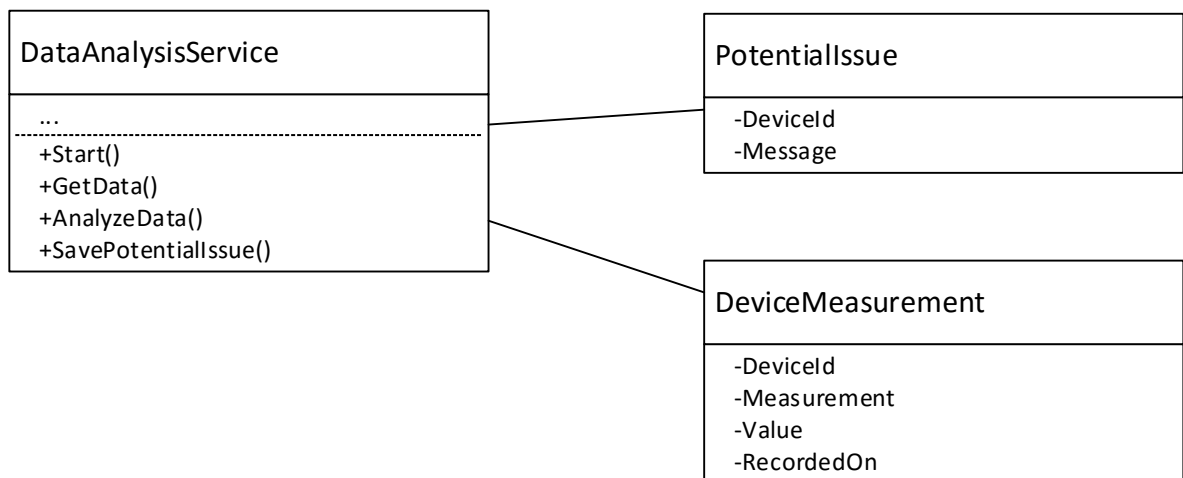 DataAnalysisService
...
+Start()
+GetData()
+AnalyzeData()
+SavePotentialIssue()
PotentialIssue
-DeviceId
-Message
DeviceMeasurement
-DeviceId
-Measurement
-Value
-RecordedOn